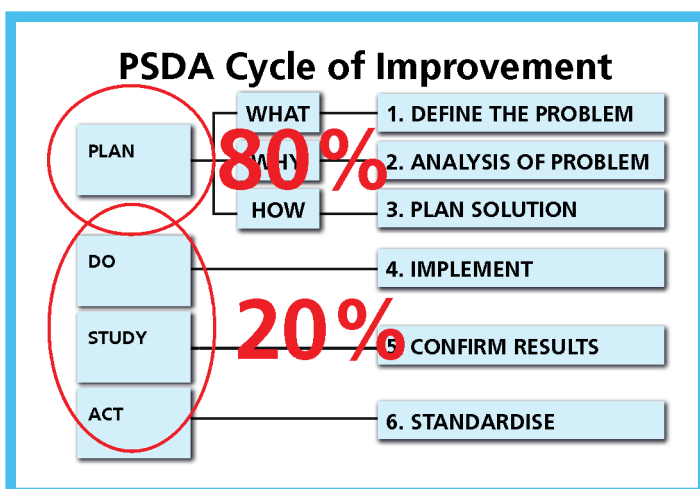 PSDA Cycle of Improvement
PLAN
WHAT
1. DEFINE THE PROBLEM
80%
WHY
2. ANALYSIS OF PROBLEM
HOW
3. PLAN SOLUTION
DO
4. IMPLEMENT
20%
STUDY
5 CONFIRM RESULTS
ACT
6. STANDARDISE